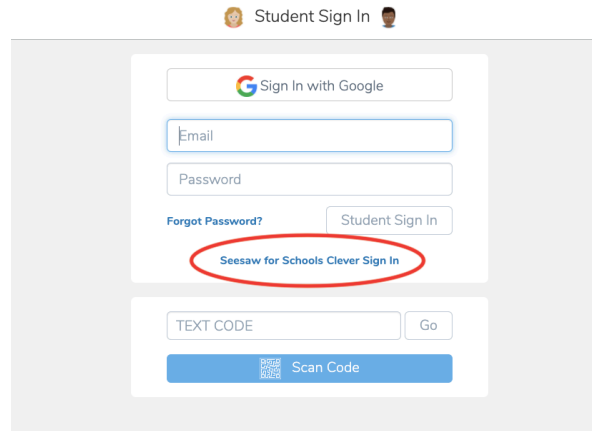 Student Sign In
Sign In with Google
Email
Password
Forgot Password?
Student Sign In
Seesaw for Schools Clever Sign In
TEXT CODE
Go
Scan Code